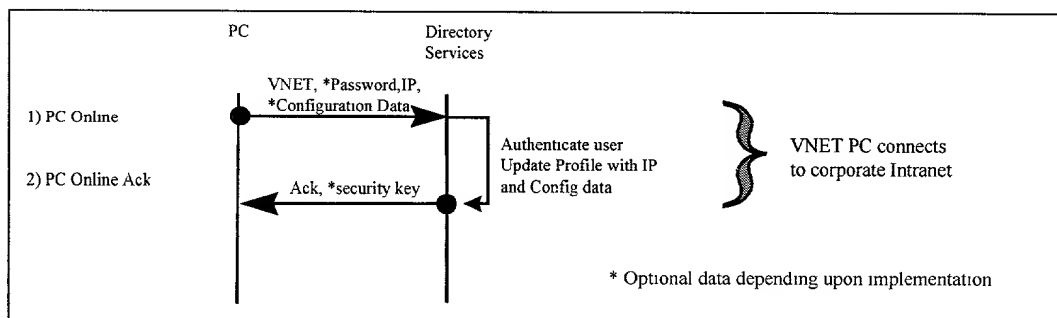 PC
Directory
Services
VNET, *Password,IP,
*Configuration Data
1) PC Online
Authenticate user
Update Profile with IP
and Config data
VNET PC connects
to corporate Intranet
2) PC Online Ack
Ack, *security key
* Optional data depending upon implementation